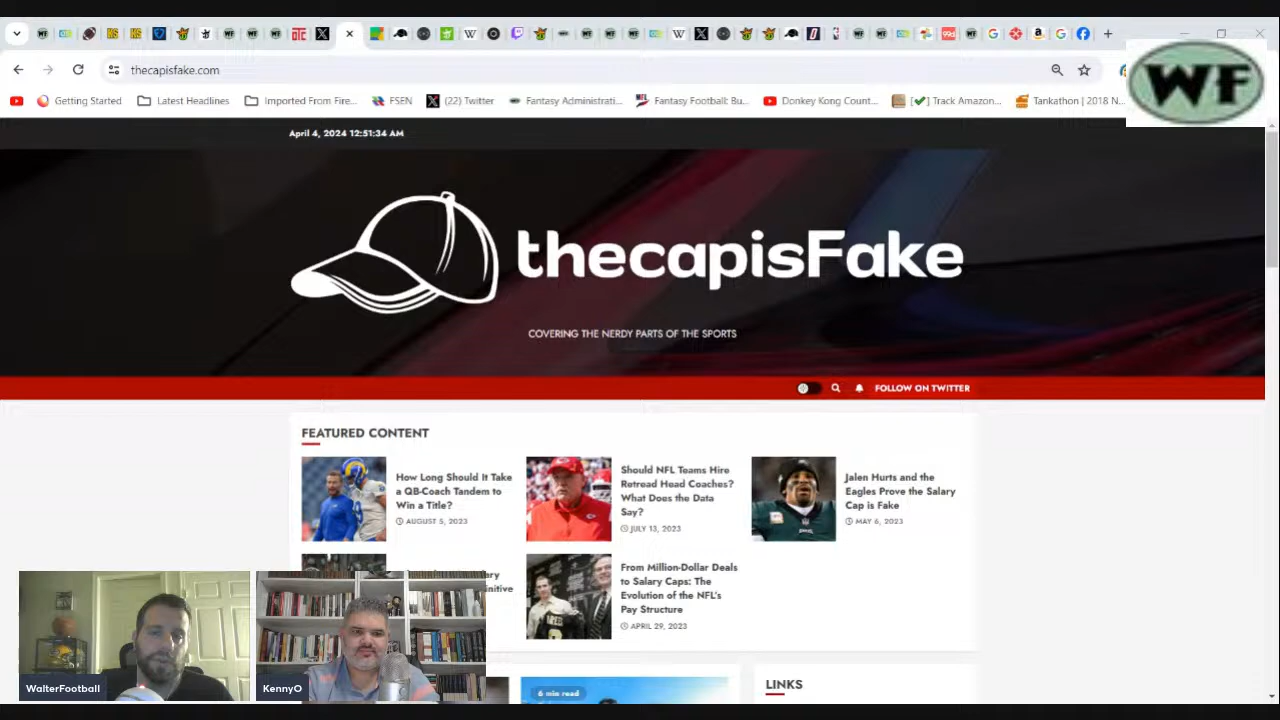 thecapisfake.com
WF
Getting Started
Latest Headlines
Imported From Fire...
FSEN
(22) Twitter
Fantasy Administrati...
Fantasy Football: Bu...
Donkey Kong Count...
[✔] Track Amazon...
Tankathon | 2018 N...
April 4, 2024 12:51:34 AM
thecapisFake
COVERING THE NERDY PARTS OF THE SPORTS
FOLLOW ON TWITTER
FEATURED CONTENT
How Long Should It Take
a QB-Coach Tandem to
Win a Title?
AUGUST 5, 2023
Should NFL Teams Hire
Retread Head Coaches?
What Does the Data
Say?
JULY 13, 2023
Jalen Hurts and the
Eagles Prove the Salary
Cap is Fake
MAY 6, 2023
ery
initive
From Million-Dollar Deals
to Salary Caps: The
Evolution of the NFL's
Pay Structure
APRIL 29, 2023
WalterFootball
KennyO
6 min read
LINKS